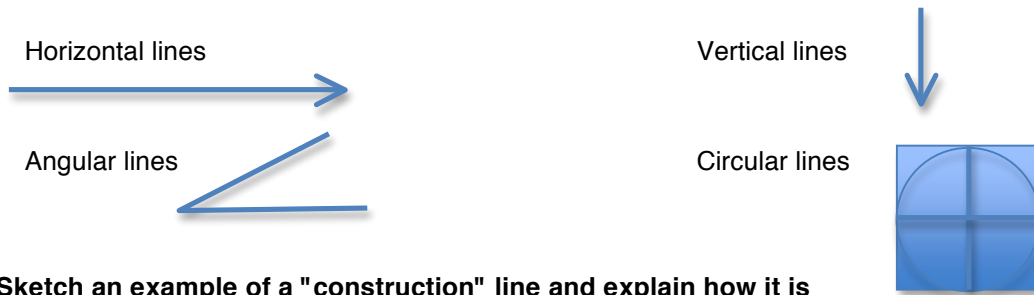 Horizontal lines
Vertical lines
Angular lines
Circular lines
Sketch an example of a "construction" line and explain how it is